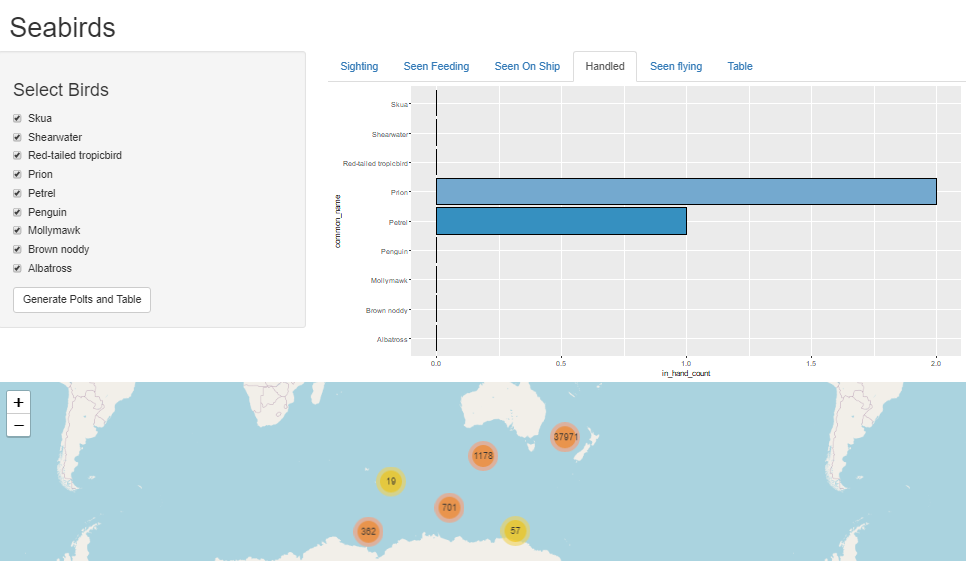 Seabirds
Select Birds
Skua
Shearwater
Red-tailed tropicbird
Prion
Petrel
Penguin
Mollymawk
Brown noddy
Albatross
Generate Polts and Table
Sighting Seen Feeding Seen On Ship Handled Seen flying Table
common_name
Skua
Shearwater
Red-tailed tropicbird
Prion
Petrel
Penguin
Mollymawk
Brown noddy
Albatross
0.0 0.5 1.0 1.5 2.0
in_hand_count
+
−
37971
1178
19
701
362
57